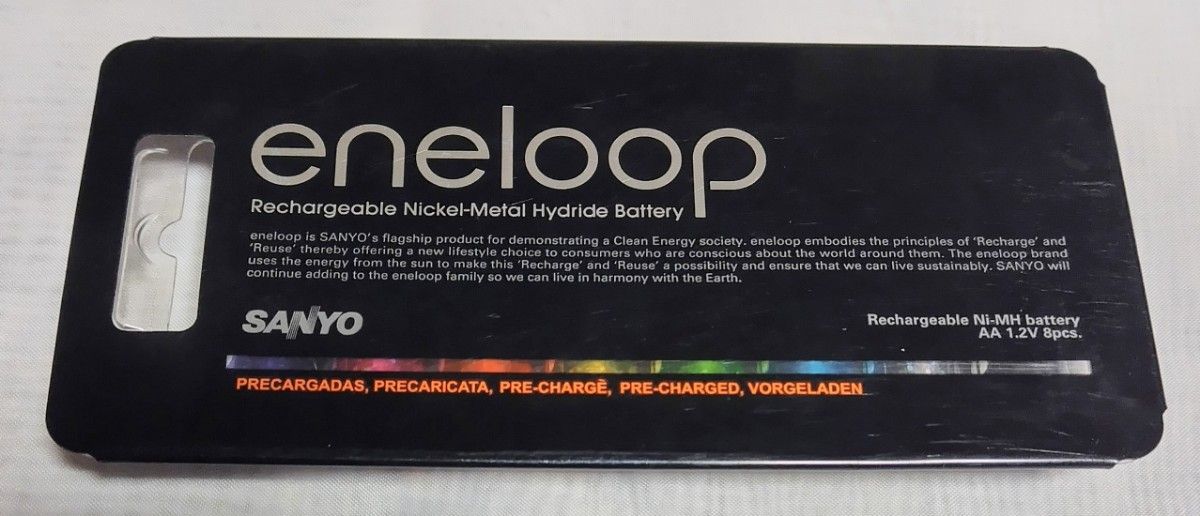 eneloop
Rechargeable Nickel-Metal Hydride Battery
eneloop is SANYO's flagship product for demonstrating a Clean Energy society. eneloop embodies the principles of 'Recharge' and
'Reuse' thereby offering a new lifestyle choice to consumers who are conscious about the world around them. The eneloop brand
uses the energy from the sun to make this 'Recharge' and 'Reuse' a possibility and ensure that we can live sustainably. SANYO will
continue adding to the eneloop family so we can live in harmony with the Earth.
SANYO
Rechargeable Ni-MH battery
AA 1.2V 8pcs.
PRECARGADAS, PRECARICATA, PRE-CHARGÈ, PRE-CHARGED, VORGELADEN